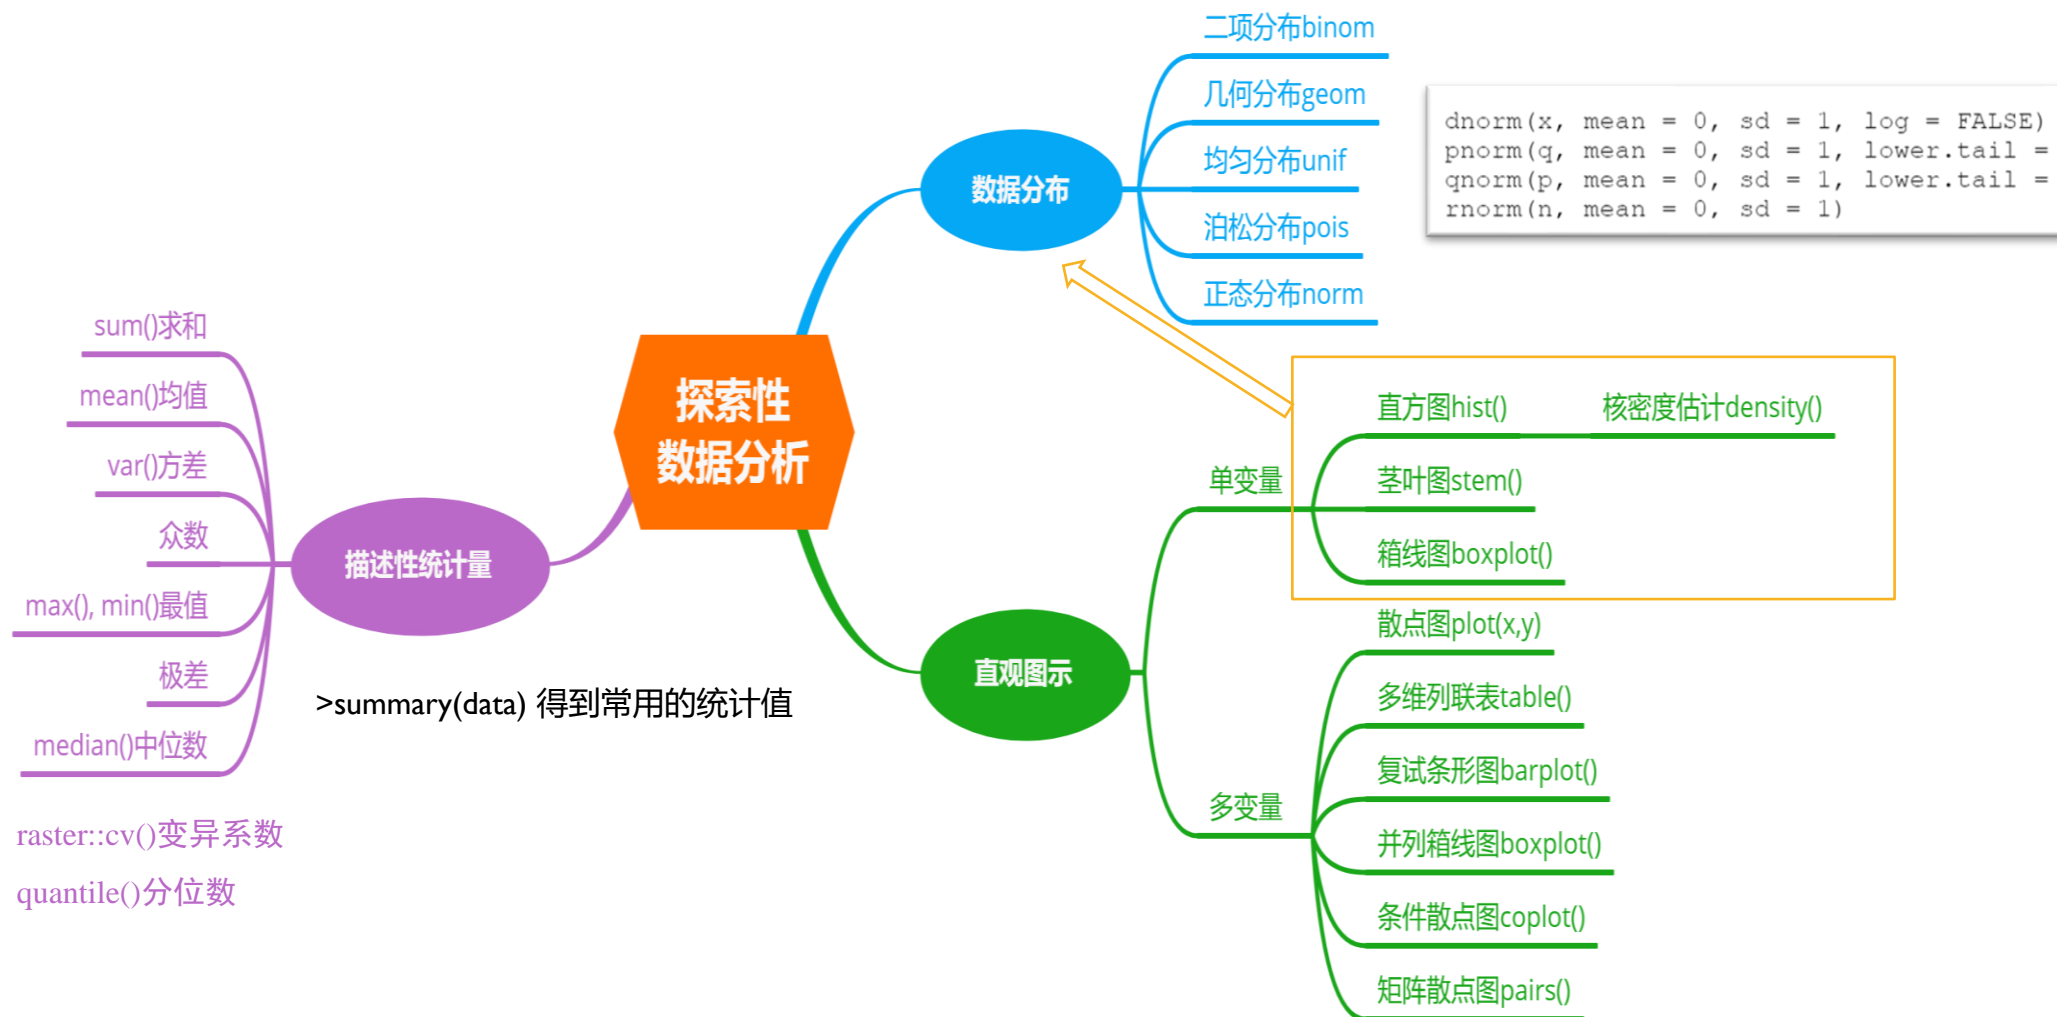 探索性
数据分析
数据分布
二项分布binom
几何分布geom
均匀分布unif
泊松分布pois
正态分布norm
dnorm(x, mean = 0, sd = 1, log = FALSE)
pnorm(q, mean = 0, sd = 1, lower.tail =
qnorm(p, mean = 0, sd = 1, lower.tail =
rnorm(n, mean = 0, sd = 1)
描述性统计量
sum()求和
mean()均值
var()方差
众数
max(), min()最值
极差
median()中位数
raster::cv()变异系数
quantile()分位数
>summary(data) 得到常用的统计值
直观图示
单变量
直方图hist()
核密度估计density()
茎叶图stem()
箱线图boxplot()
多变量
散点图plot(x,y)
多维列联表table()
复试条形图barplot()
并列箱线图boxplot()
条件散点图coplot()
矩阵散点图pairs()